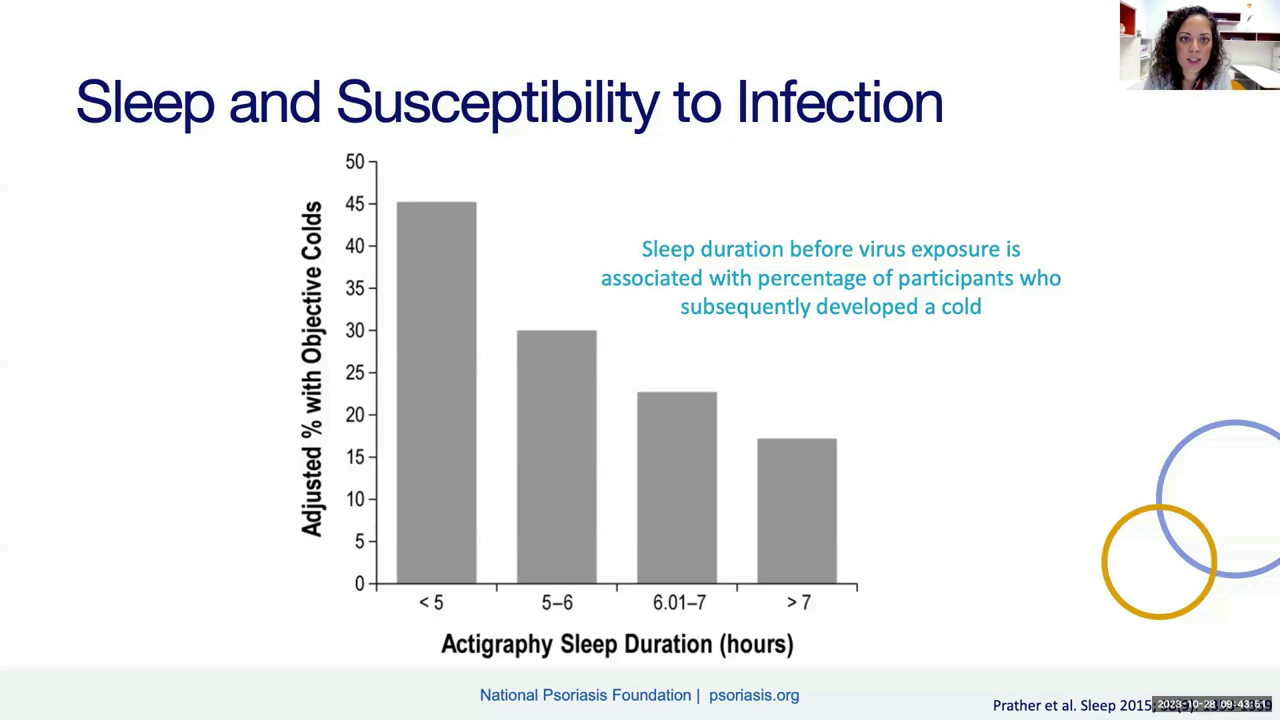 Sleep and Susceptibility to Infection
50
45
40
35
30
25
20
15
10
5
0
Adjusted % with Objective Colds
Sleep duration before virus exposure is
associated with percentage of participants who
subsequently developed a cold
< 5
5–6
6.01–7
> 7
Actigraphy Sleep Duration (hours)
National Psoriasis Foundation | psoriasis.org
Prather et al. Sleep 2015;
2023-10-28 09:43:51